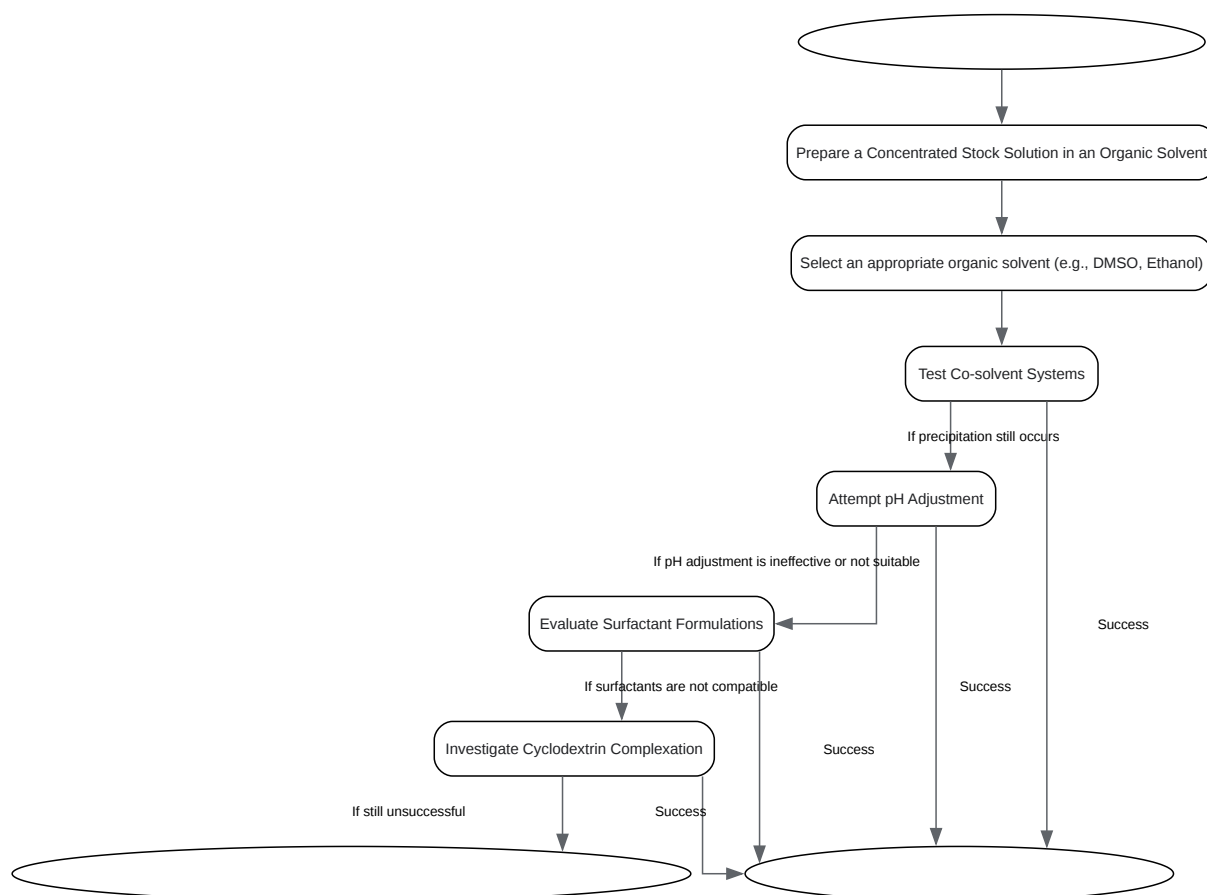 Prepare a Concentrated Stock Solution in an Organic Solvent
Select an appropriate organic solvent (e.g., DMSO, Ethanol)
Test Co-solvent Systems
If precipitation still occurs
Attempt pH Adjustment
If pH adjustment is ineffective or not suitable
Evaluate Surfactant Formulations
Success
If surfactants are not compatible
Success
Investigate Cyclodextrin Complexation
Success
If still unsuccessful
Success